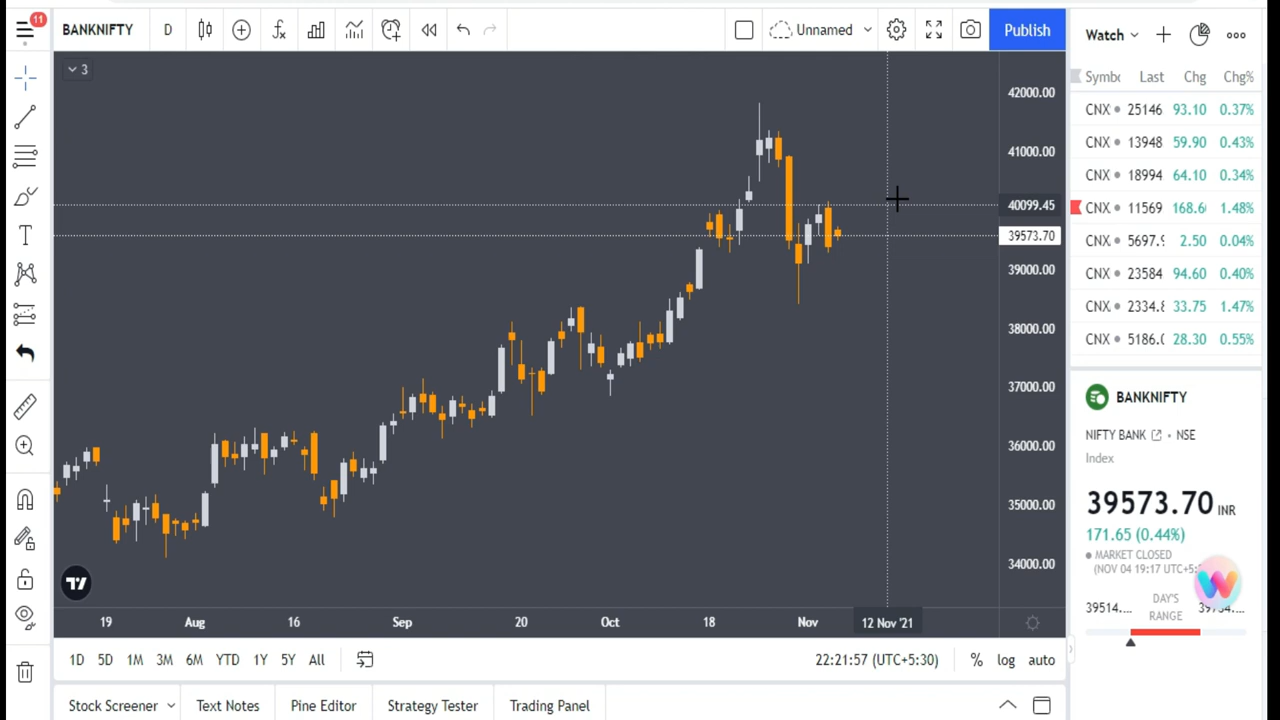 11
BANKNIFTY D Unnamed Publish
3
42000.00
41000.00
40099.45
39573.70
39000.00
38000.00
37000.00
36000.00
35000.00
34000.00
19 Aug 16 Sep 20 Oct 18 Nov 12 Nov '21
1D 5D 1M 3M 6M YTD 1Y 5Y All 22:21:57 (UTC+5:30) % log auto
Stock Screener Text Notes Pine Editor Strategy Tester Trading Panel
Watch
Symbo Last Chg Chg%
CNX 25146 93.10 0.37%
CNX 13948 59.90 0.43%
CNX 18994 64.10 0.34%
CNX 11569 168.6 1.48%
CNX 5697.9 2.50 0.04%
CNX 23584 94.60 0.40%
CNX 2334.8 33.75 1.47%
CNX 5186.0 28.30 0.55%
BANKNIFTY
NIFTY BANK • NSE
Index
39573.70 INR
171.65 (0.44%)
MARKET CLOSED
(NOV 04 19:17 UTC+5:
39514.... DAY'S RANGE